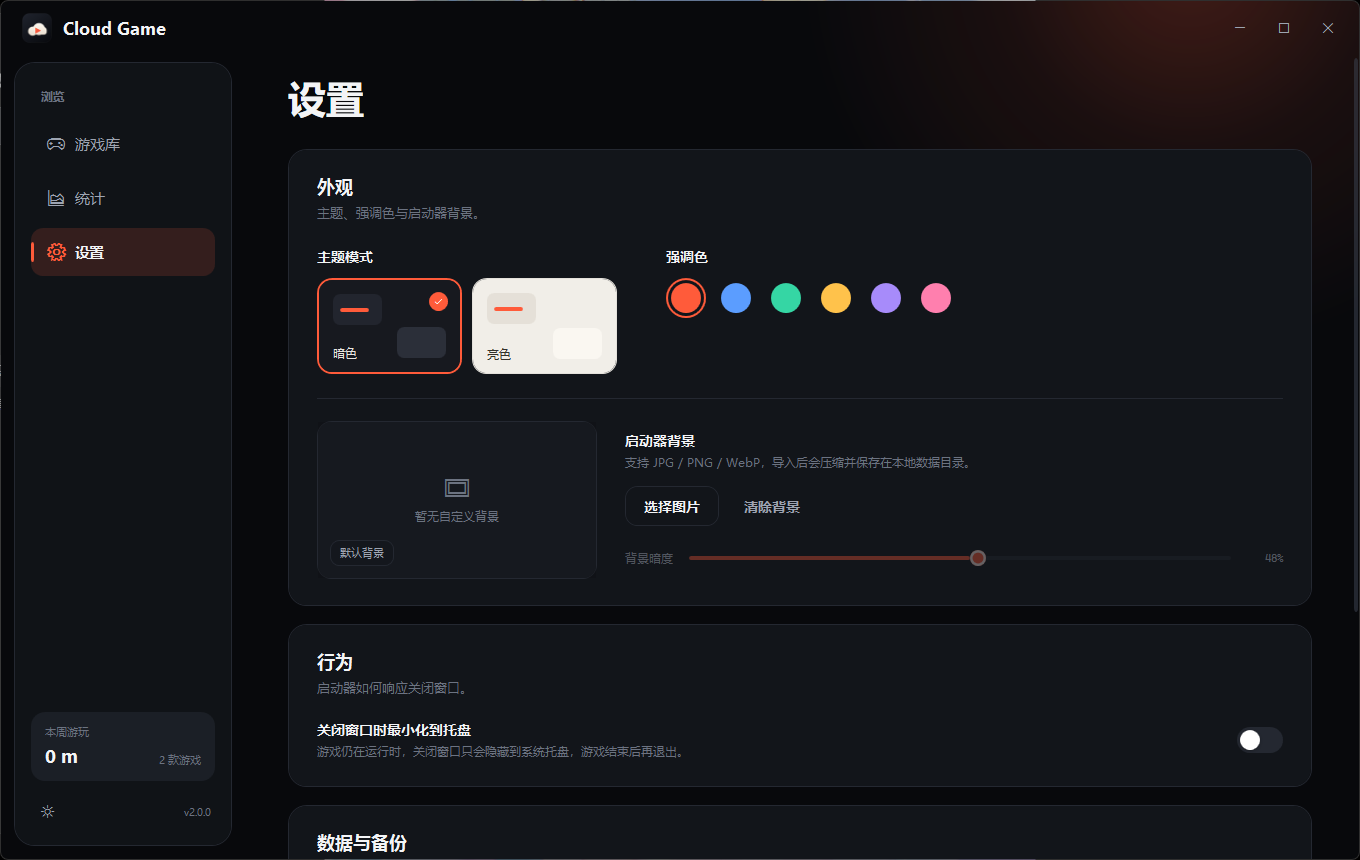 Cloud Game
浏览
游戏库
统计
设置
本周游玩
0 m
2 款游戏
v2.0.0
设置
外观
主题、强调色与启动器背景。
主题模式
强调色
暗色
亮色
暂无自定义背景
默认背景
启动器背景
支持 JPG / PNG / WebP，导入后会压缩并保存在本地数据目录。
选择图片
清除背景
背景暗度
48%
行为
启动器如何响应关闭窗口。
关闭窗口时最小化到托盘
游戏仍在运行时，关闭窗口只会隐藏到系统托盘，游戏结束后再退出。
数据与备份